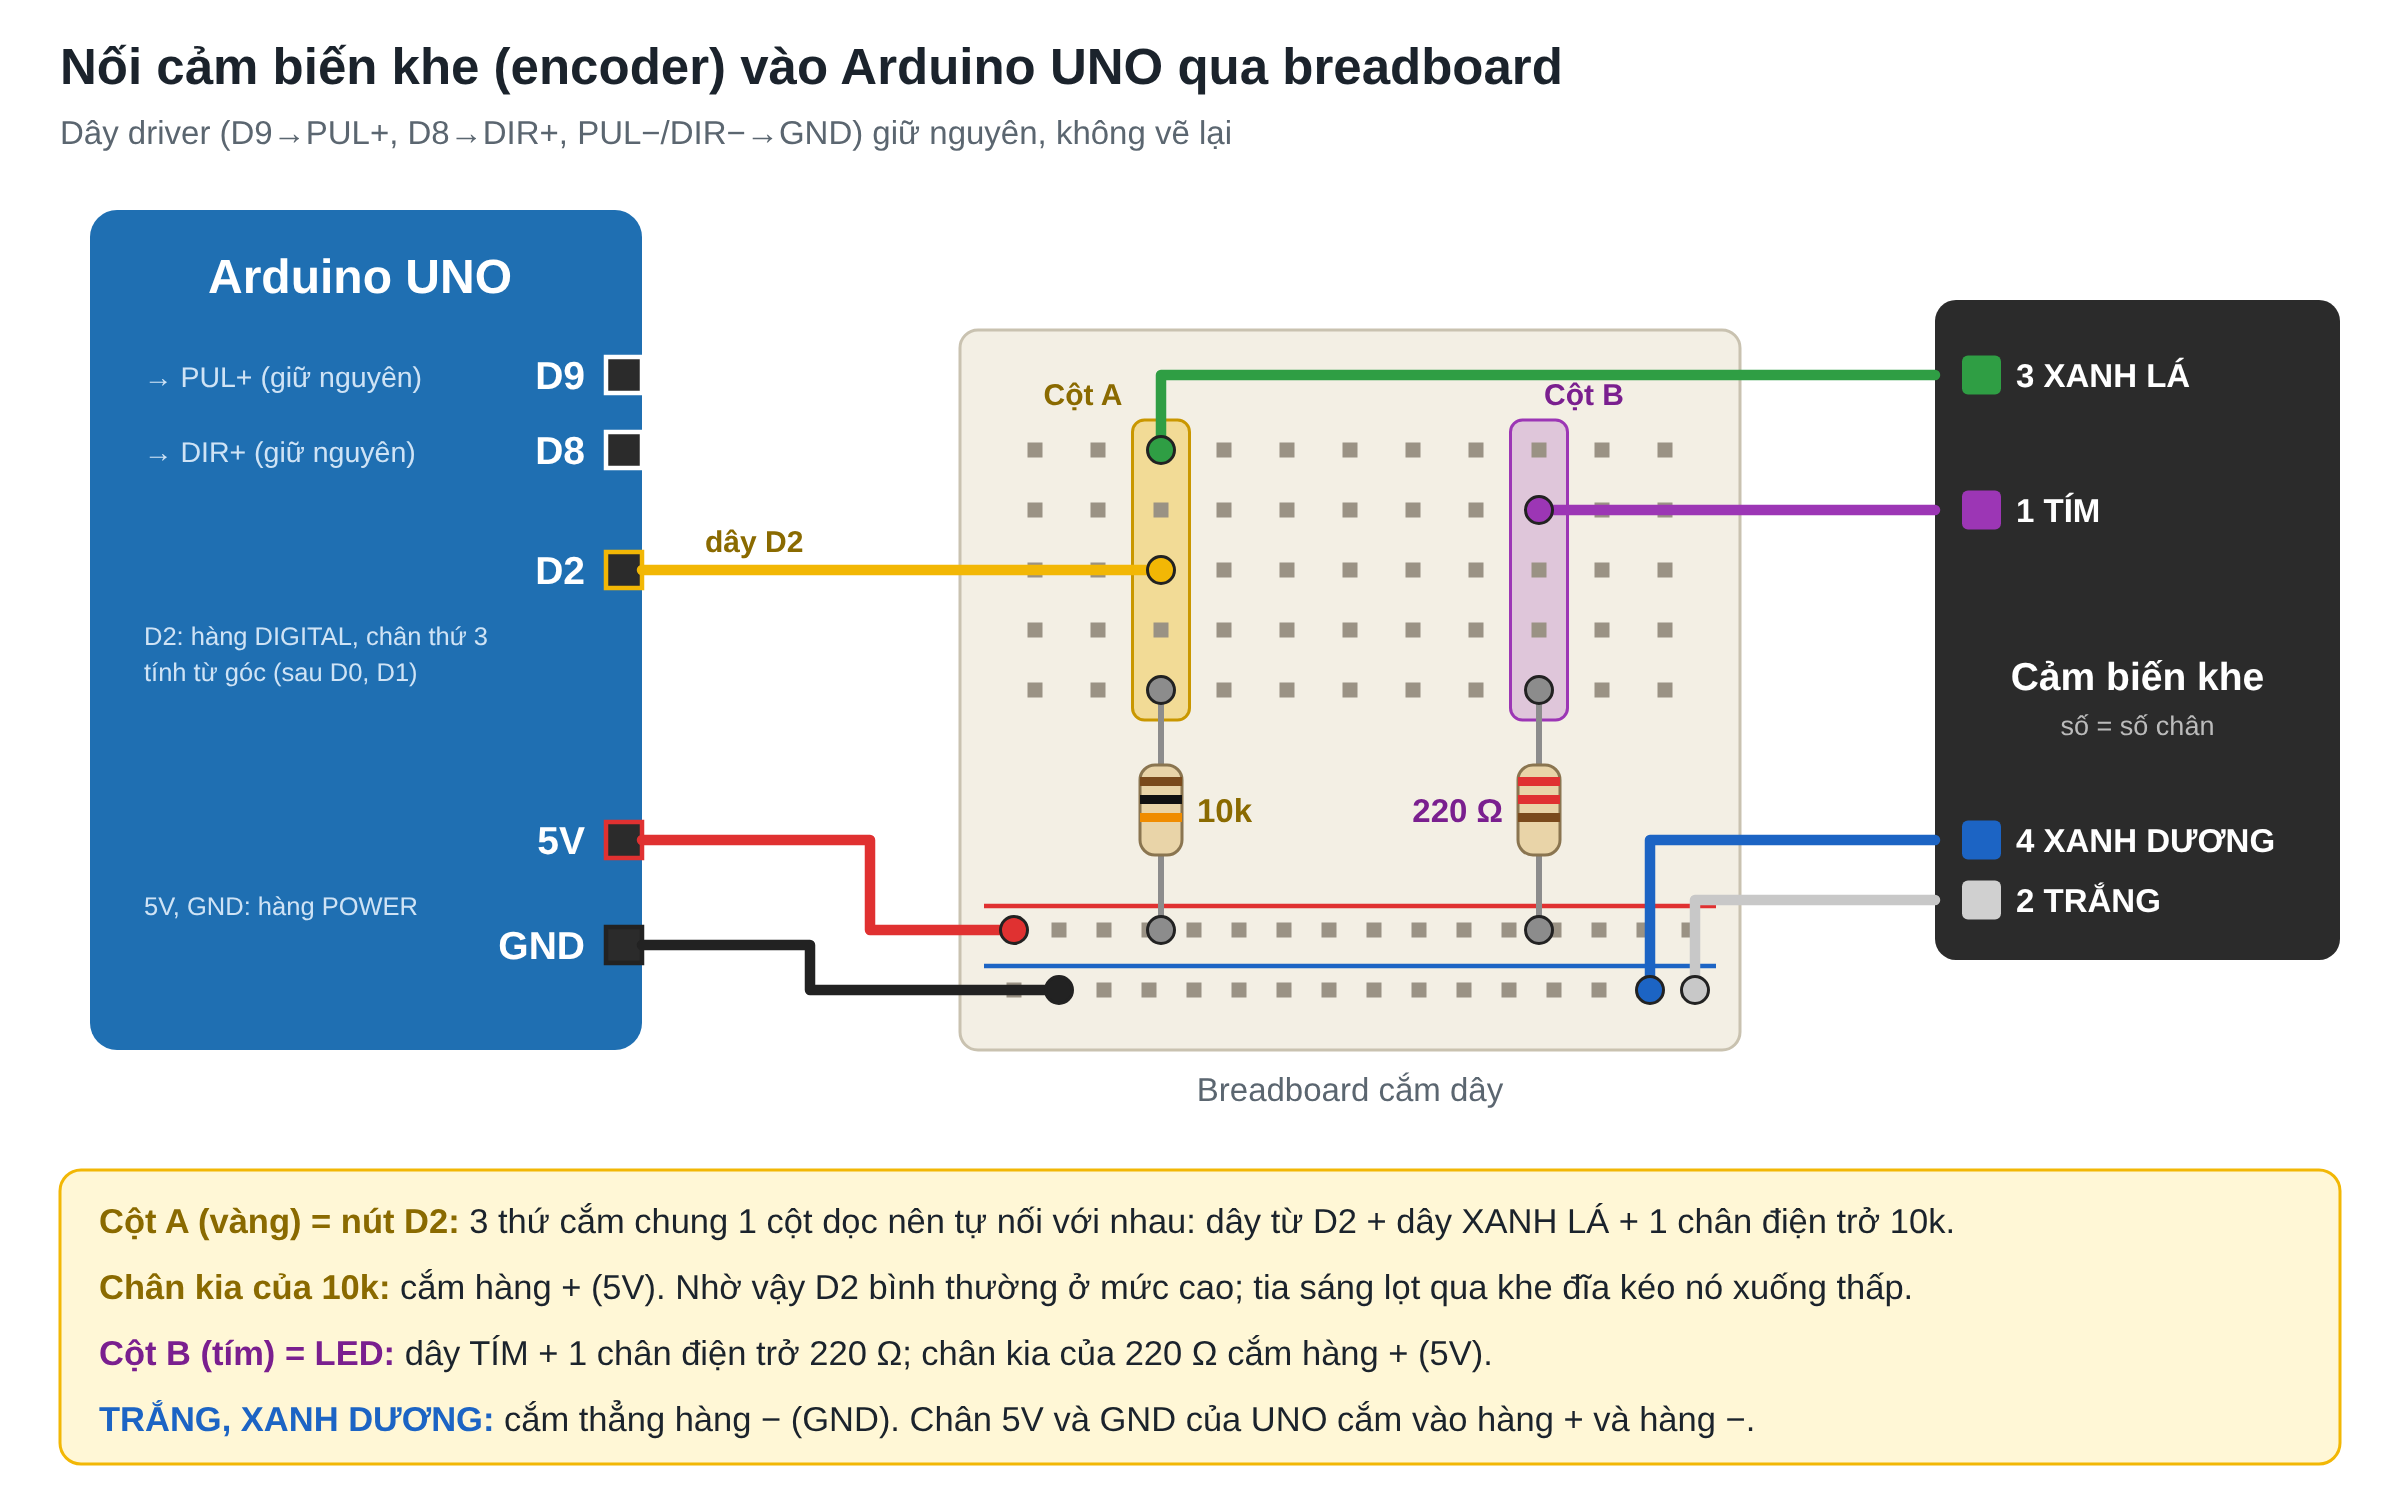 Nối cảm biến khe (encoder) vào Arduino UNO qua breadboard
Dây driver (D9→PUL+, D8→DIR+, PUL−/DIR−→GND) giữ nguyên, không vẽ lại
Arduino UNO
→ PUL+ (giữ nguyên)
D9
→ DIR+ (giữ nguyên)
D8
D2
D2: hàng DIGITAL, chân thứ 3
tính từ góc (sau D0, D1)
5V
5V, GND: hàng POWER
GND
dây D2
Cột A
Cột B
10k
220 Ω
Breadboard cắm dây
3 XANH LÁ
1 TÍM
Cảm biến khe
số = số chân
4 XANH DƯƠNG
2 TRẮNG
Cột A (vàng) = nút D2: 3 thứ cắm chung 1 cột dọc nên tự nối với nhau: dây từ D2 + dây XANH LÁ + 1 chân điện trở 10k.
Chân kia của 10k: cắm hàng + (5V). Nhờ vậy D2 bình thường ở mức cao; tia sáng lọt qua khe đĩa kéo nó xuống thấp.
Cột B (tím) = LED: dây TÍM + 1 chân điện trở 220 Ω; chân kia của 220 Ω cắm hàng + (5V).
TRẮNG, XANH DƯƠNG: cắm thẳng hàng − (GND). Chân 5V và GND của UNO cắm vào hàng + và hàng −.